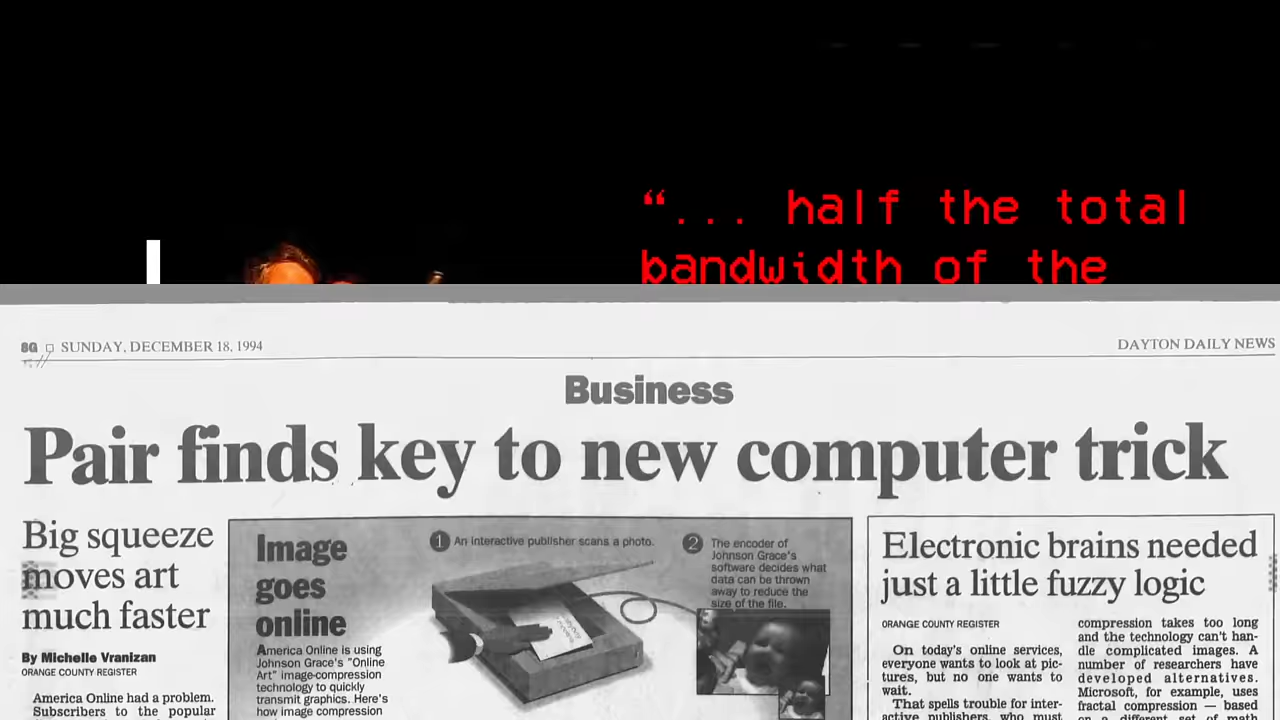 “... half the total
bandwidth of the
8G SUNDAY, DECEMBER 18, 1994
DAYTON DAILY NEWS
Business
Pair finds key to new computer trick
Big squeeze
moves art
much faster
By Michelle Vranizan
ORANGE COUNTY REGISTER
America Online had a problem.
Subscribers to the popular
Image
goes
online
America Online is using
Johnson Grace's "Online
Art" image-compression
technology to quickly
transmit graphics. Here's
how image compression
1 An interactive publisher scans a photo.
2 The encoder of
Johnson Grace's
software decides what
data can be thrown
away to reduce the
size of the file.
Electronic brains needed
just a little fuzzy logic
ORANGE COUNTY REGISTER
On today's online services,
everyone wants to look at pic-
tures, but no one wants to
wait.
That spells trouble for inter-
active publishers, who must
compression takes too long
and the technology can't han-
dle complicated images. A
number of researchers have
developed alternatives.
Microsoft, for example, uses
fractal compression — based
on a different set of math